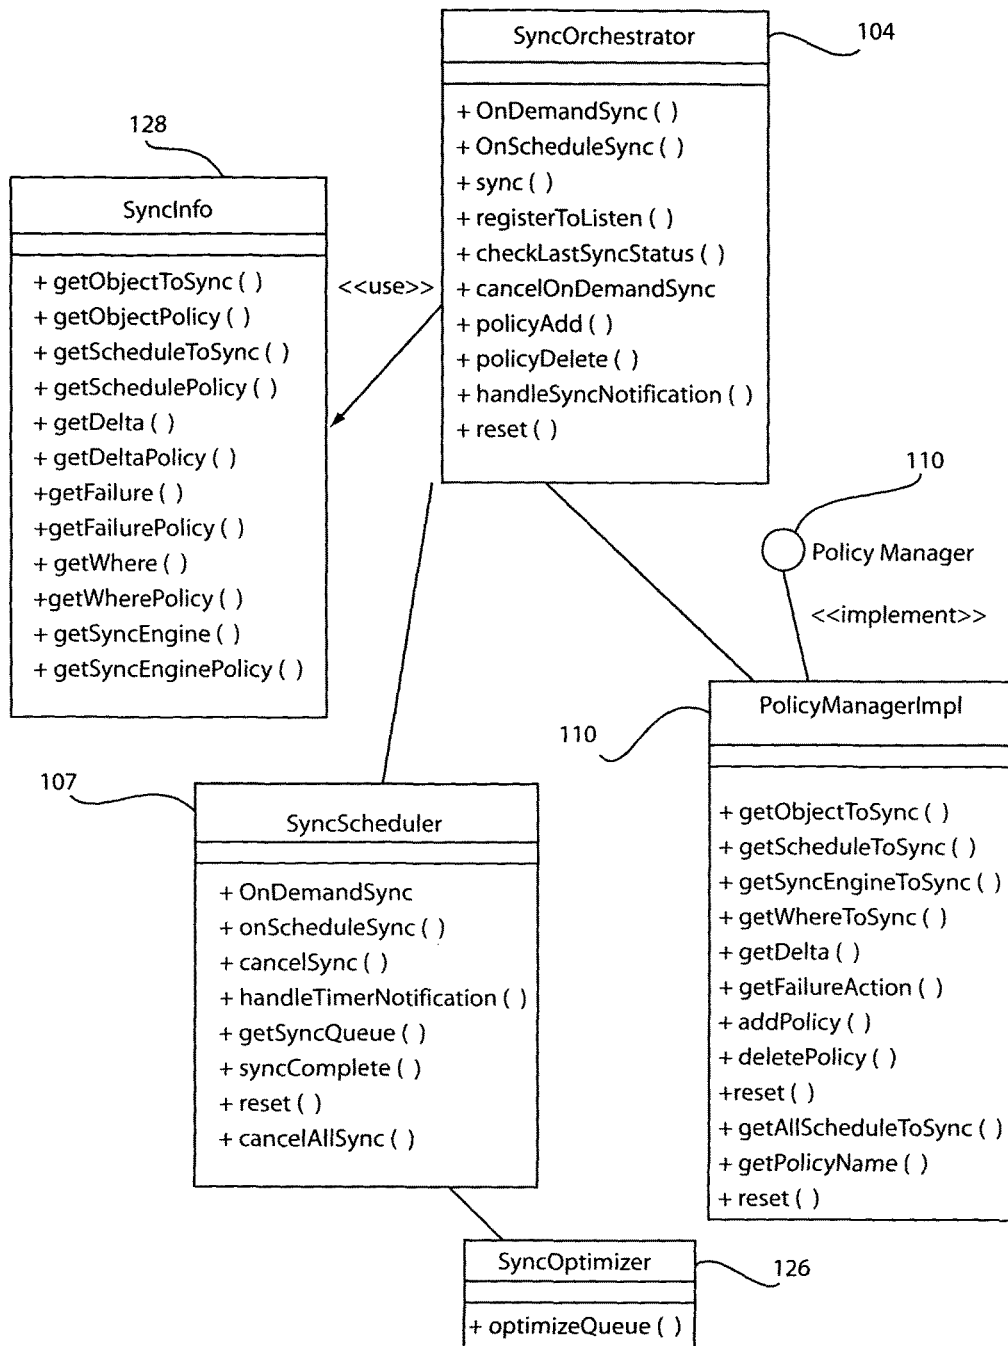 SyncOrchestrator
104
+ OnDemandSync ( )
+ OnScheduleSync ( )
+ sync ( )
+ registerToListen ( )
+ checkLastSyncStatus ( )
+ cancelOnDemandSync
+ policyAdd ( )
+ policyDelete ( )
+ handleSyncNotification ( )
+ reset ( )
128
SyncInfo
+ getObjectToSync ( )
+ getObjectPolicy ( )
+ getScheduleToSync ( )
+ getSchedulePolicy ( )
+ getDelta ( )
+ getDeltaPolicy ( )
+getFailure ( )
+getFailurePolicy ( )
+ getWhere ( )
+getWherePolicy ( )
+ getSyncEngine ( )
+ getSyncEnginePolicy ( )
<<use>>
110
Policy Manager
<<implement>>
PolicyManagerImpl
110
+ getObjectToSync ( )
+ getScheduleToSync ( )
+ getSyncEngineToSync ( )
+ getWhereToSync ( )
+ getDelta ( )
+ getFailureAction ( )
+ addPolicy ( )
+ deletePolicy ( )
+reset ( )
+ getAllScheduleToSync ( )
+ getPolicyName ( )
+ reset ( )
107
SyncScheduler
+ OnDemandSync
+ onScheduleSync ( )
+ cancelSync ( )
+ handleTimerNotification ( )
+ getSyncQueue ( )
+ syncComplete ( )
+ reset ( )
+ cancelAllSync ( )
SyncOptimizer
126
+ optimizeQueue ( )